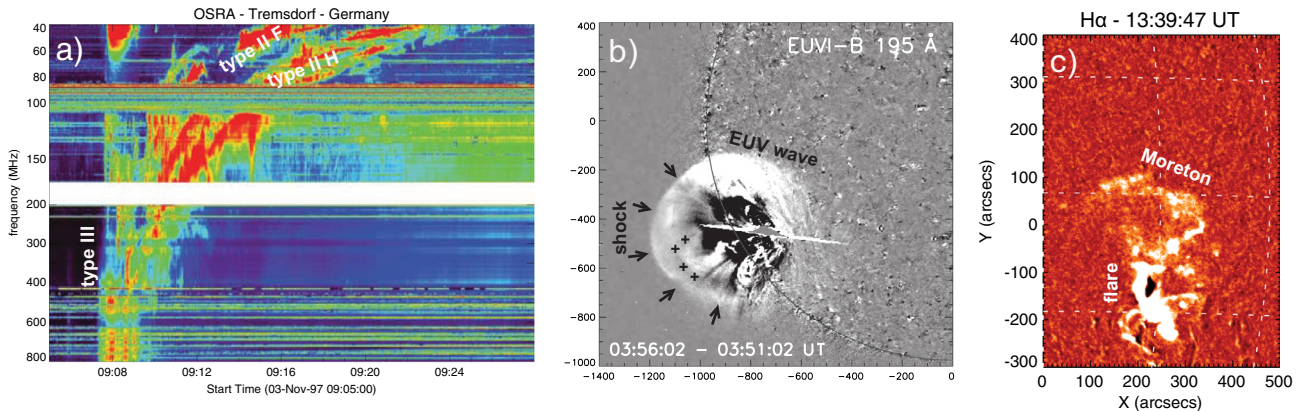 OSRA - Tremsdorf - Germany
a)
type II F
type II H
type III
frequency (MHz)
40
60
80
100
150
200
300
400
600
800
09:08
09:12
09:16
09:20
09:24
Start Time (03-Nov-97 09:05:00)
b)
EUVI-B 195 Å
EUV wave
shock
03:56:02 – 03:51:02 UT
400
200
0
−200
−400
−600
−800
−1000
−1400
−1200
−1000
−800
−600
−400
−200
0
Hα - 13:39:47 UT
c)
Moreton
flare
Y (arcsecs)
400
300
200
100
0
-100
-200
-300
0
100
200
300
400
500
X (arcsecs)